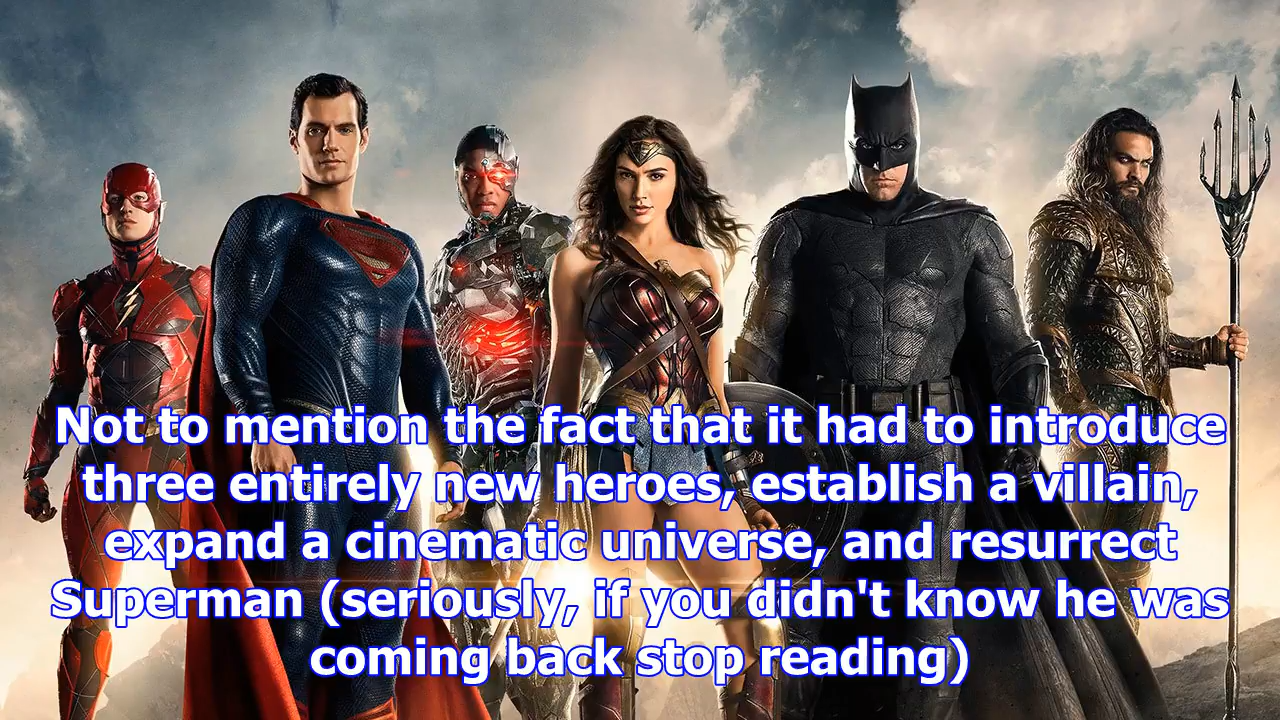 Not to mention the fact that it had to introduce
three entirely new heroes, establish a villain,
expand a cinematic universe, and resurrect
Superman (seriously, if you didn't know he was
coming back stop reading)